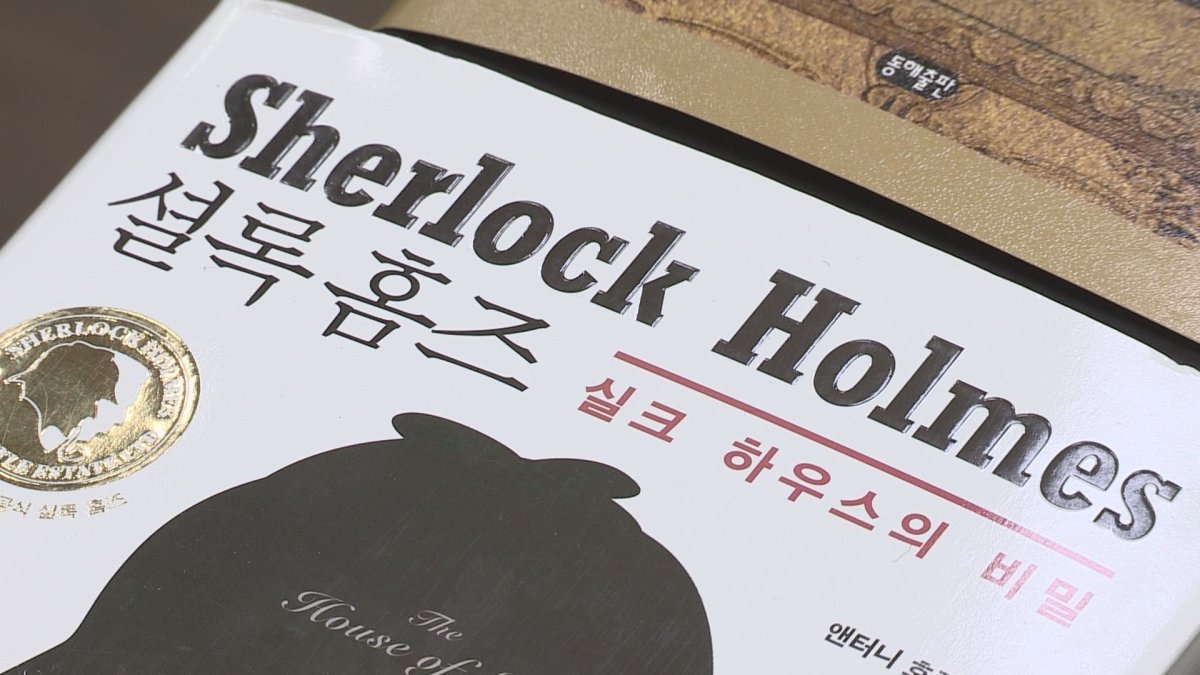 동해출판
Sherlock Holmes
셜록 홈즈
실크 하우스의 비밀
SHERLOCK
공식 셜록 홈즈
The
House of
앤터니